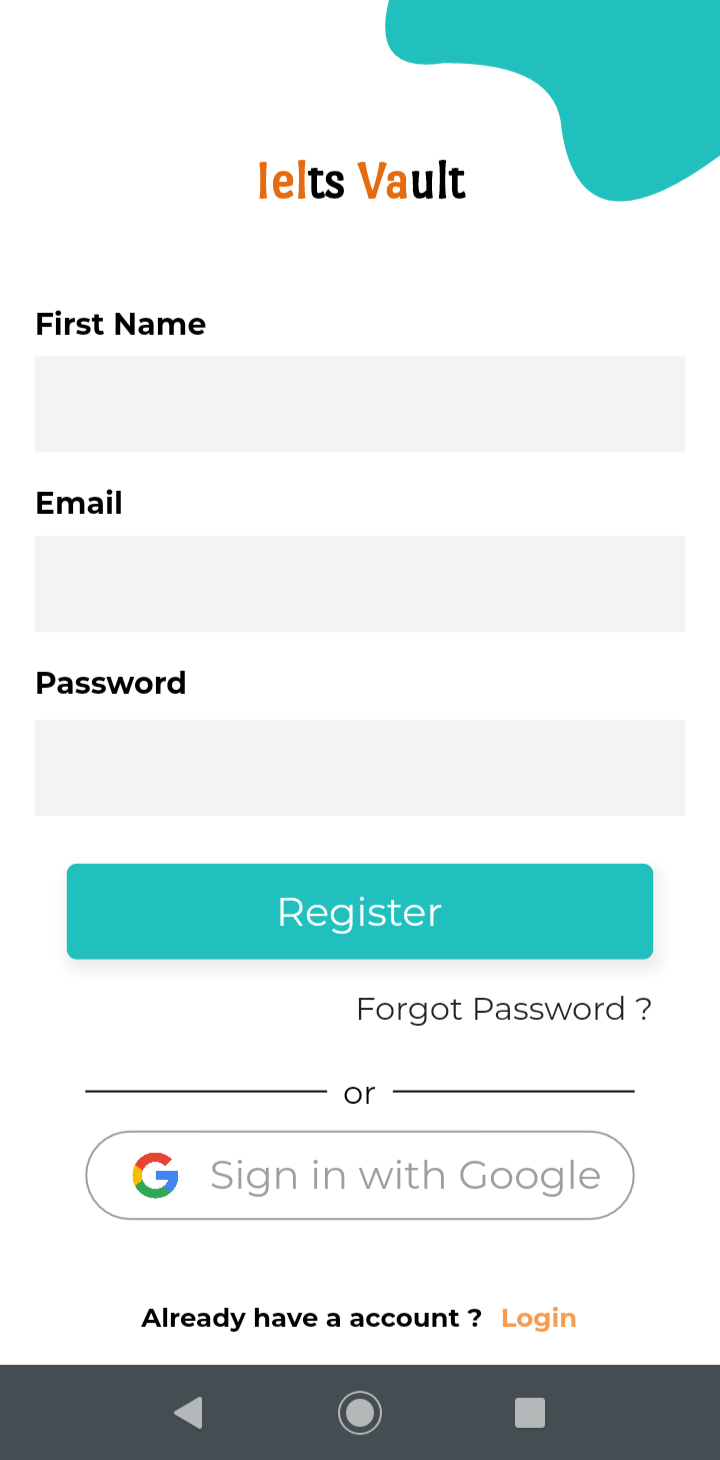 Ielts Vault
First Name
Email
Password
Register
Forgot Password ?
or
Sign in with Google
Already have a account ? Login